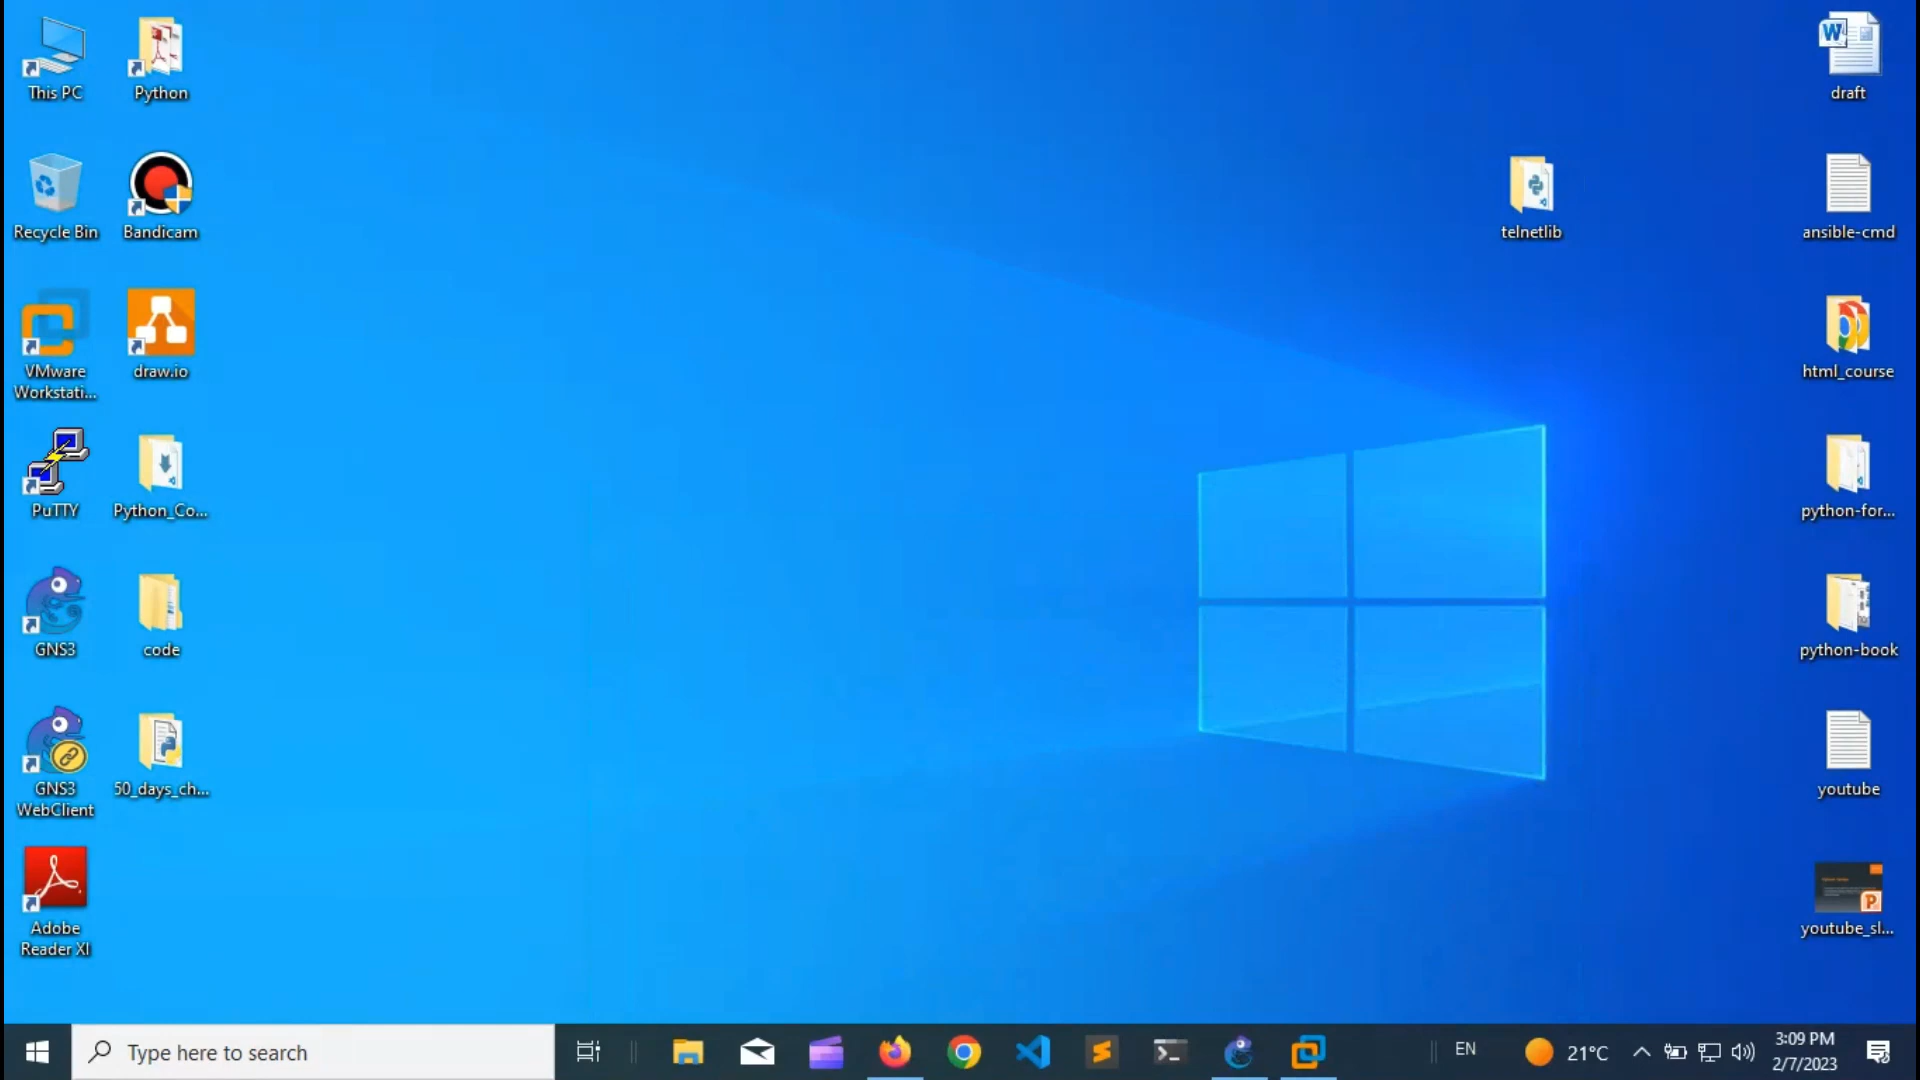 This PC
Python
draft
Recycle Bin
Bandicam
telnetlib
ansible-cmd
VMware
Workstati...
draw.io
html_course
PuTTY
Python_Co...
python-for...
GNS3
code
python-book
GNS3
WebClient
50_days_ch...
youtube
Adobe
Reader XI
youtube_sl...
Type here to search
EN
21°C
3:09 PM
2/7/2023